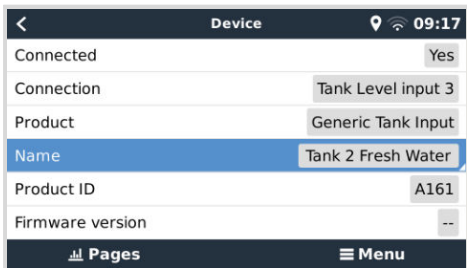 Device 09:17
Connected Yes
Connection Tank Level input 3
Product Generic Tank Input
Name Tank 2 Fresh Water
Product ID A161
Firmware version --
Pages Menu